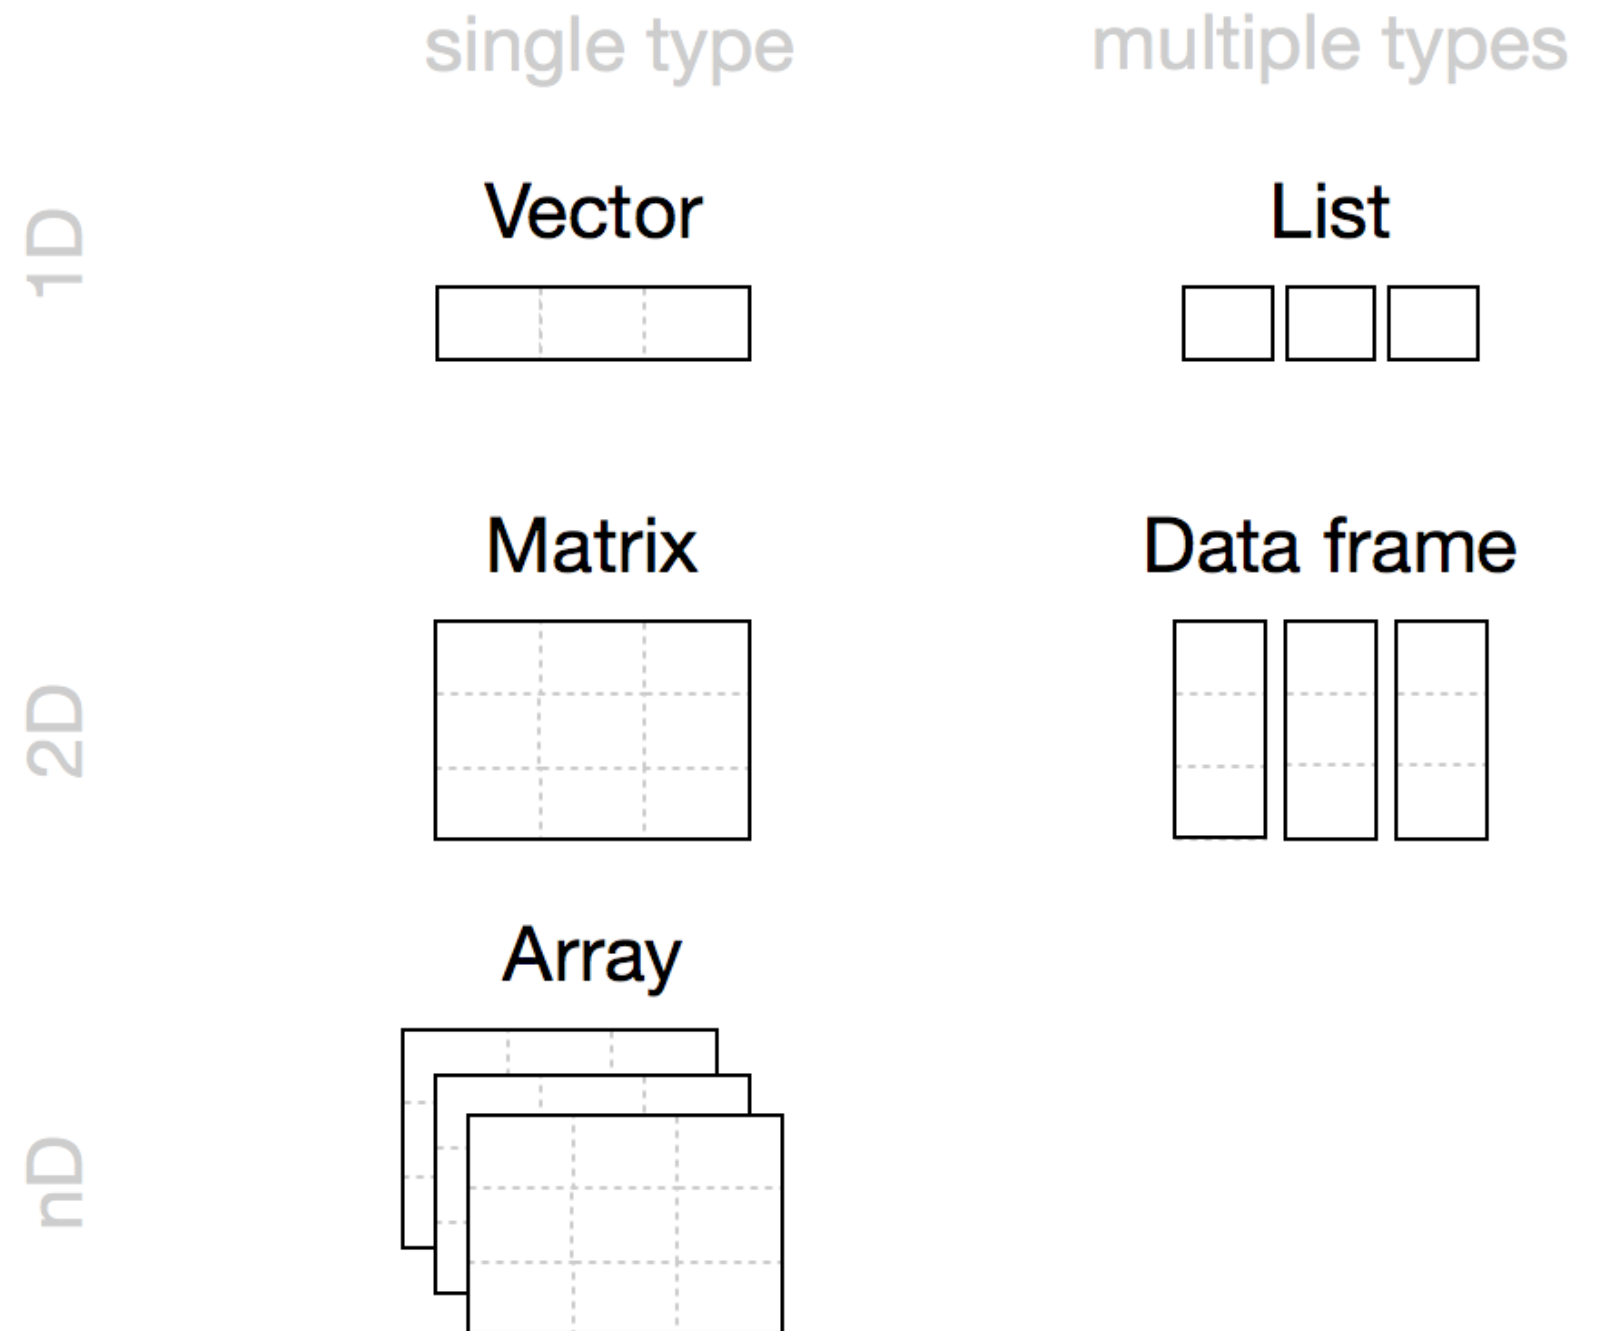 single type
multiple types
1D
Vector
List
2D
Matrix
Data frame
nD
Array